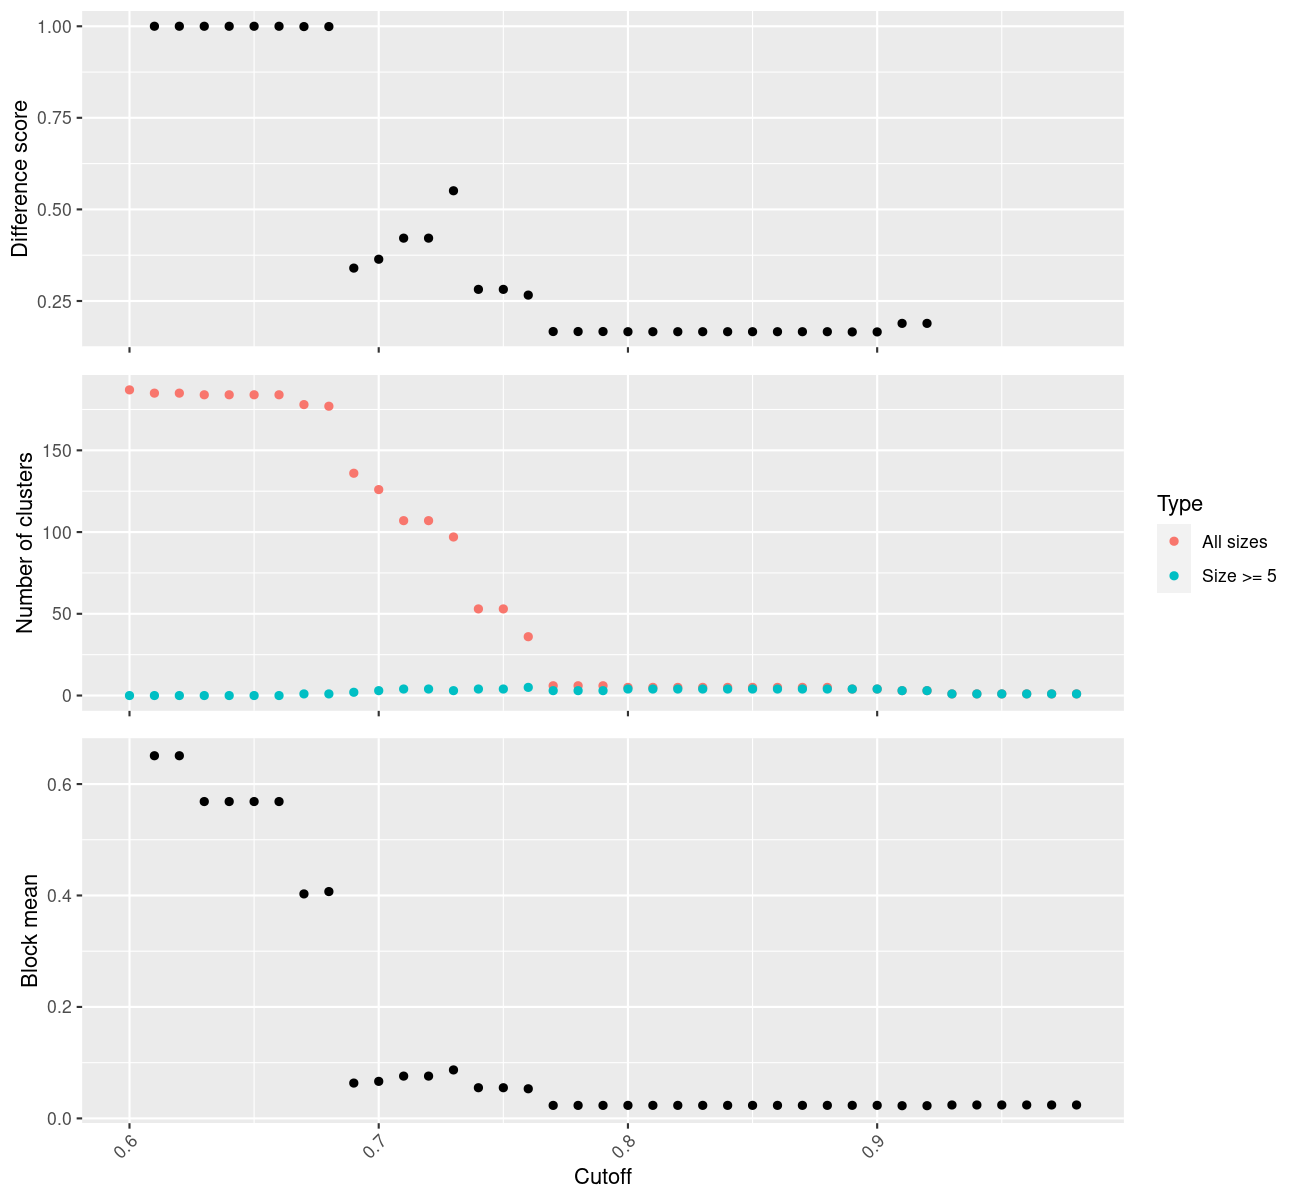 Difference score
1.00
0.75
0.50
0.25
Number of clusters
150
100
50
0
Type
All sizes
Size >= 5
Block mean
0.6
0.4
0.2
0.0
0.6 0.7 0.8 0.9
Cutoff